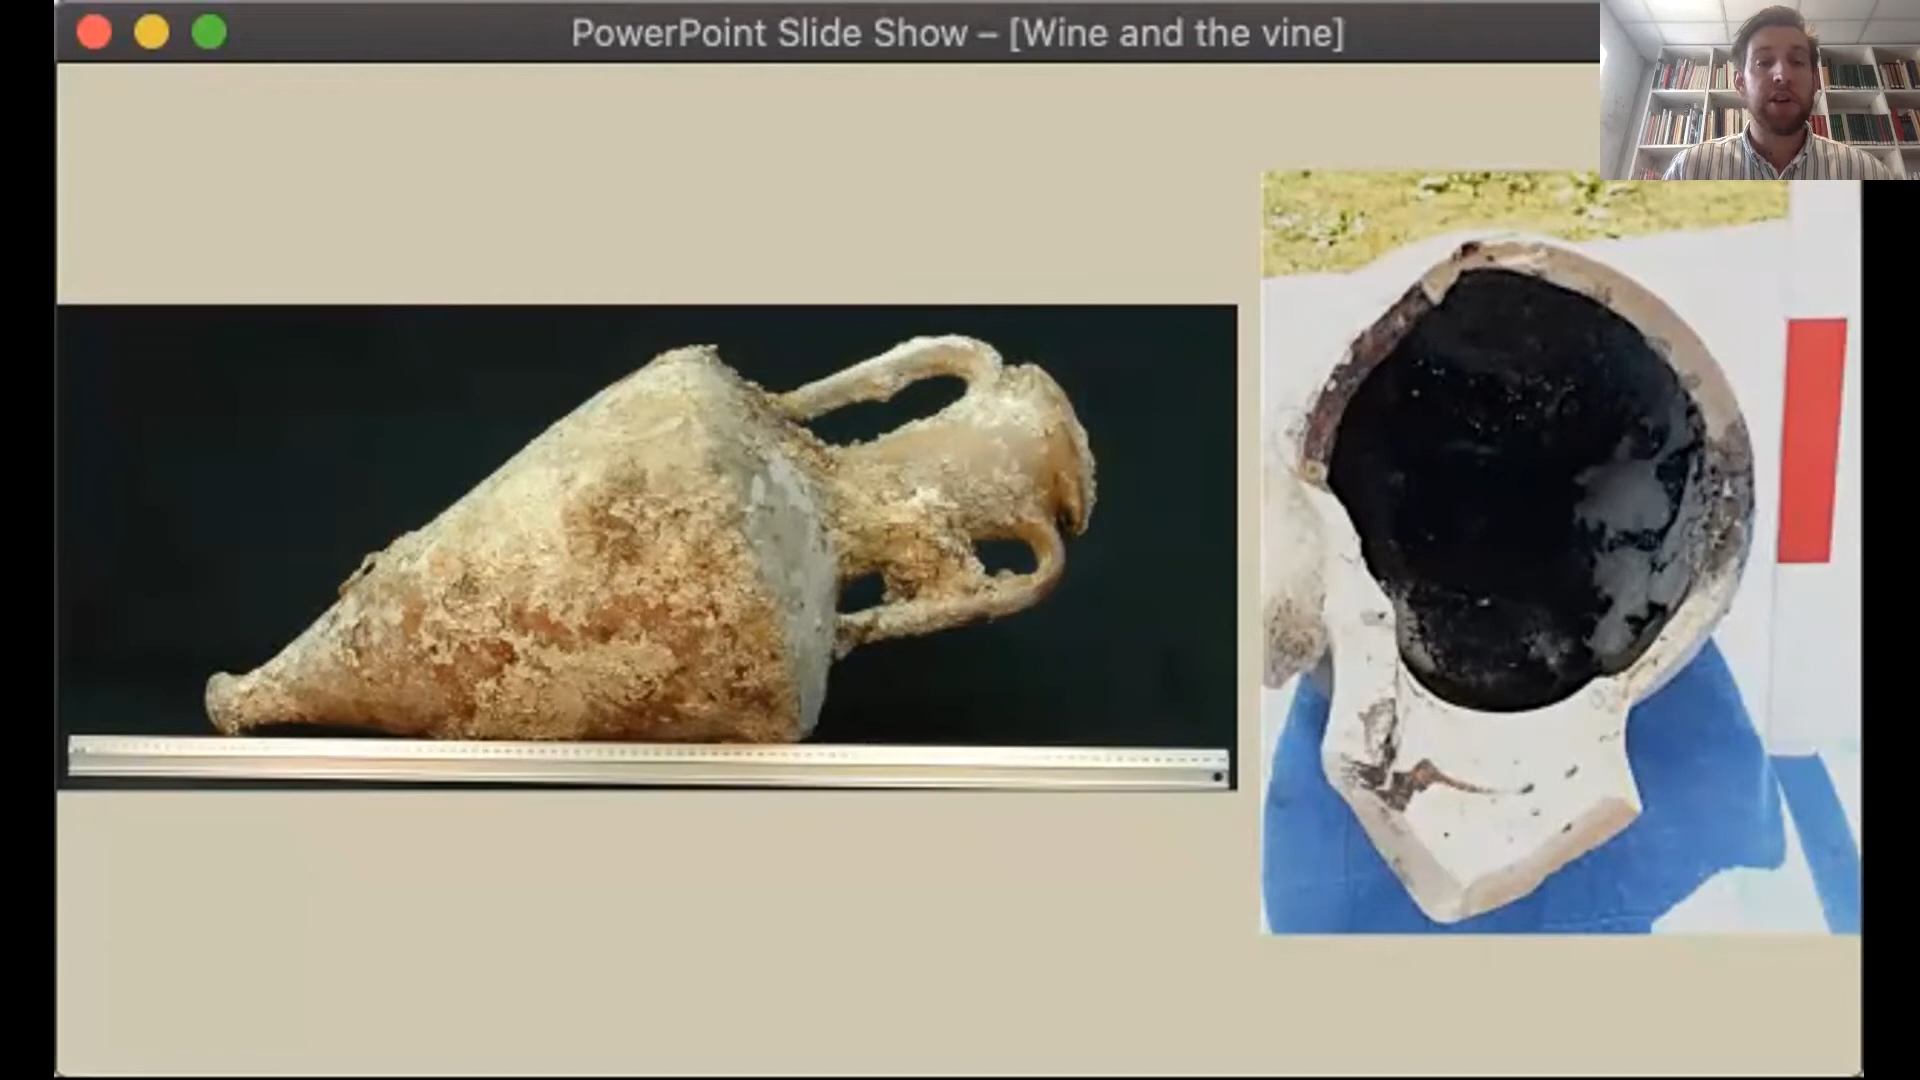 PowerPoint Slide Show – [Wine and the vine]